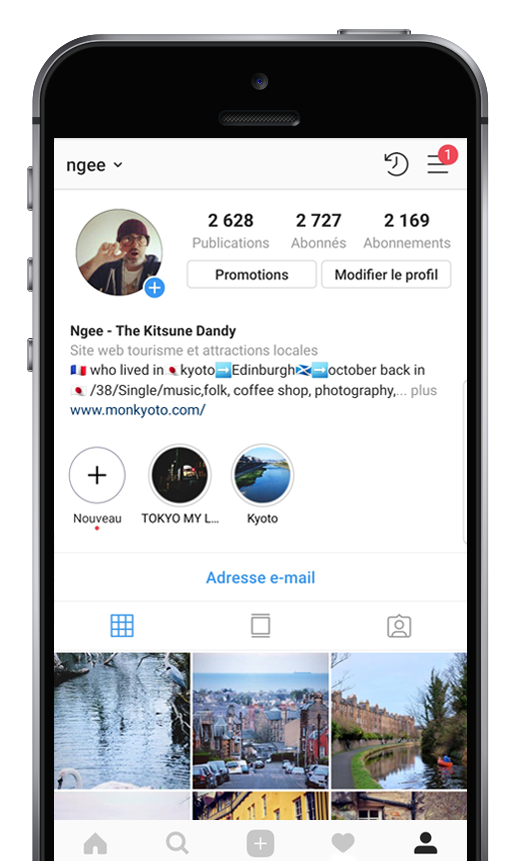 ngee
1
2 628 2 727 2 169
Publications Abonnés Abonnements
Promotions Modifier le profil
Ngee - The Kitsune Dandy
Site web tourisme et attractions locales
🇫🇷 who lived in 🇯🇵kyoto➡️Edinburgh🏴󠁧󠁢󠁳󠁣󠁴󠁿➡️october back in
🇯🇵 /38/Single/music,folk, coffee shop, photography,... plus
www.monkyoto.com/
Nouveau TOKYO MY L... Kyoto
Adresse e-mail